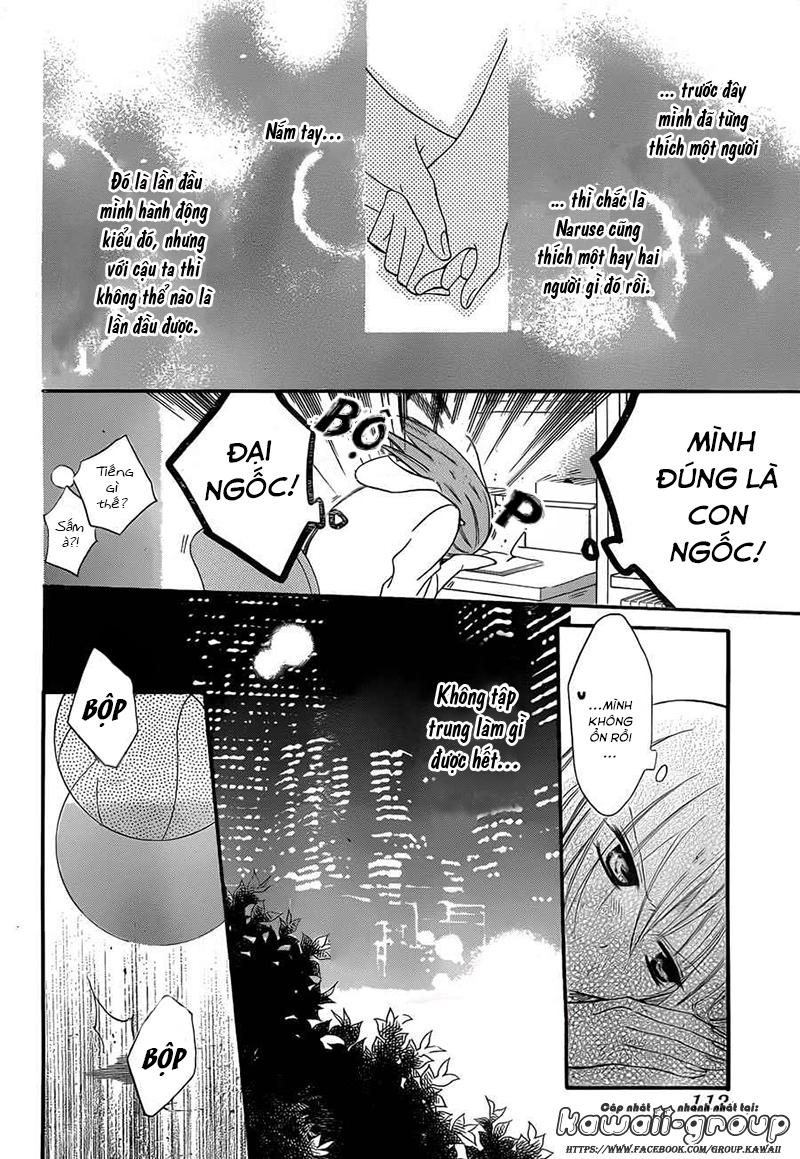 ... trước đây
mình đã từng
thích một người
... thì chắc là
Naruse cũng
thích một hay hai
người gì đó rồi.
Nắm tay...
Đó là lần đầu
mình hành động
kiểu đó, nhưng
với cậu ta thì
không thể nào là
lần đầu được.
MÌNH
ĐÚNG LÀ
CON
NGỐC!
BỘ
P
ĐẠI
NGỐC!
Tiếng
gì
thế?
Sấm
à?!
...MÌNH
KHÔNG
ỔN RỒI
...
Không tập
trung làm gì
được hết...
BỘP
BỘP
113
Cập nhật nhanh nhất tại:
Kawaii-group
HTTPS://WWW.FACEBOOK.COM/GROUP.KAWAII